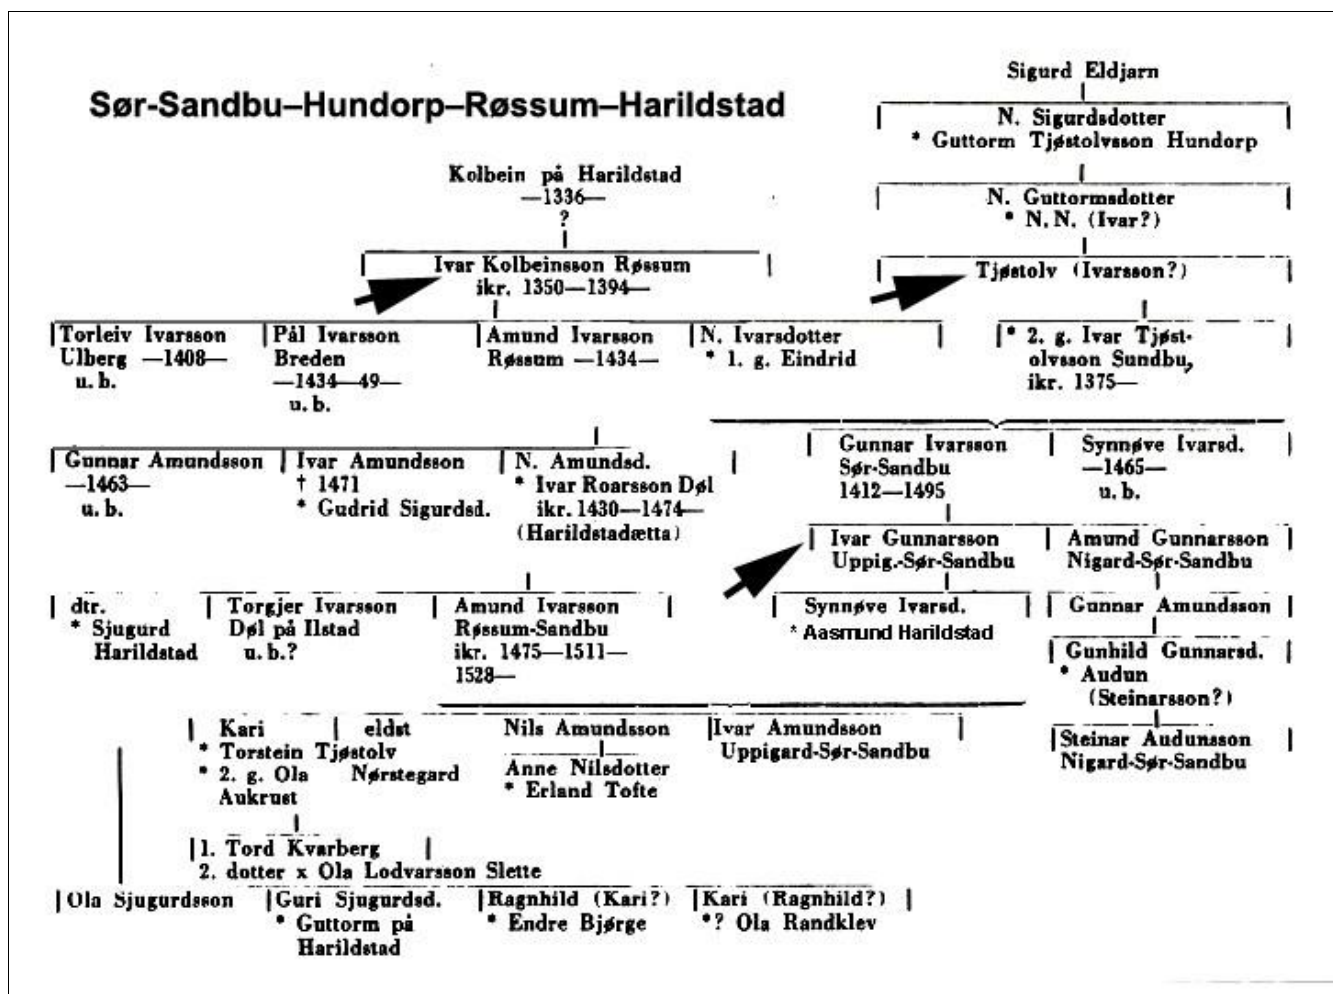 Sør-Sandbu–Hundorp–Røssum–Harildstad
Sigurd Eldjarn
N. Sigurdsdotter
* Guttorm Tjøstolvsson Hundorp
Kolbein på Harildstad
—1336—
?
N. Guttormsdotter
* N.N. (Ivar?)
Ivar Kolbeinsson Røssum
ikr. 1350—1394—
Tjøstolv (Ivarsson?)
Torleiv Ivarsson
Ulberg —1408—
u. b.
Pål Ivarsson
Breden
—1434—49—
u. b.
Amund Ivarsson
Røssum —1434—
N. Ivarsdotter
* 1. g. Eindrid
* 2. g. Ivar Tjøst-
olvsson Sundbu,
ikr. 1375—
Gunnar Amundsson
—1463—
u. b.
Ivar Amundsson
† 1471
* Gudrid Sigurdsd.
N. Amundsd.
* Ivar Roarsson Døl
ikr. 1430—1474—
(Harildstadætta)
Gunnar Ivarsson
Sør-Sandbu
1412—1495
Synnøve Ivarsd.
—1465—
u. b.
Ivar Gunnarsson
Uppig.-Sør-Sandbu
Amund Gunnarsson
Nigard-Sør-Sandbu
dtr.
* Sjugurd
Harildstad
Torgjer Ivarsson
Døl på Ilstad
u. b.?
Amund Ivarsson
Røssum-Sandbu
ikr. 1475—1511—
1528—
Synnøve Ivarsd.
* Aasmund Harildstad
Gunnar Amundsson
Gunhild Gunnarsd.
* Audun
(Steinarsson?)
Kari
* Torstein Tjøstolv
* 2. g. Ola
Aukrust
eldst
Nørstegard
Nils Amundsson
Anne Nilsdotter
* Erland Tofte
Ivar Amundsson
Uppigard-Sør-Sandbu
Steinar Audunsson
Nigard-Sør-Sandbu
1. Tord Kvarberg
2. dotter x Ola Lodvarsson Slette
Ola Sjugurdsson
Guri Sjugurdsd.
* Guttorm på
Harildstad
Ragnhild (Kari?)
* Endre Bjørge
Kari (Ragnhild?)
*? Ola Randklev